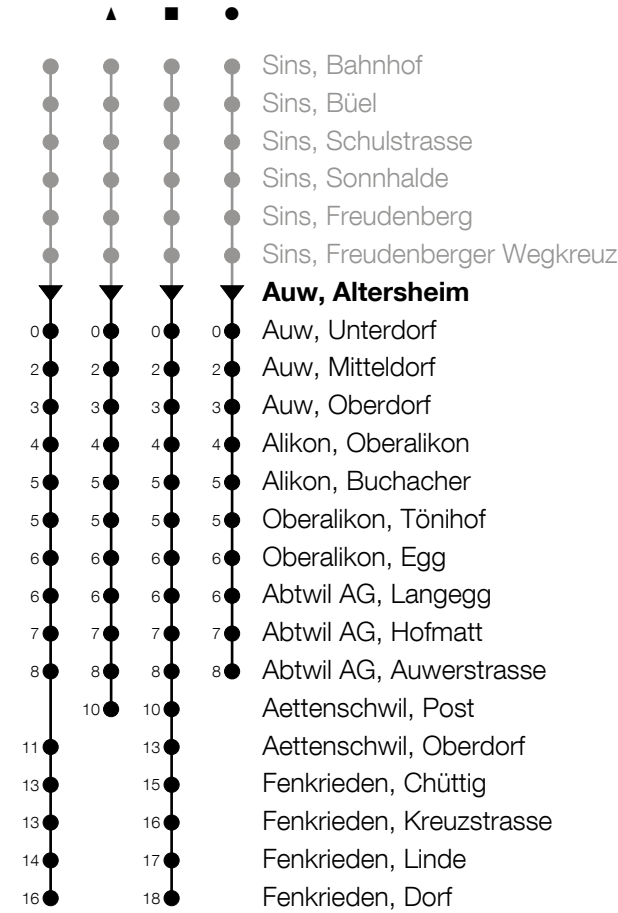 ▲ ■ ●
Sins, Bahnhof
Sins, Büel
Sins, Schulstrasse
Sins, Sonnhalde
Sins, Freudenberg
Sins, Freudenberger Wegkreuz
Auw, Altersheim
0 0 0 0 Auw, Unterdorf
2 2 2 2 Auw, Mitteldorf
3 3 3 3 Auw, Oberdorf
4 4 4 4 Alikon, Oberalikon
5 5 5 5 Alikon, Buchacher
5 5 5 5 Oberalikon, Tönihof
6 6 6 6 Oberalikon, Egg
6 6 6 6 Abtwil AG, Langegg
7 7 7 7 Abtwil AG, Hofmatt
8 8 8 8 Abtwil AG, Auwerstrasse
10 10 Aettenschwil, Post
11 13 Aettenschwil, Oberdorf
13 15 Fenkrieden, Chüttig
13 16 Fenkrieden, Kreuzstrasse
14 17 Fenkrieden, Linde
16 18 Fenkrieden, Dorf